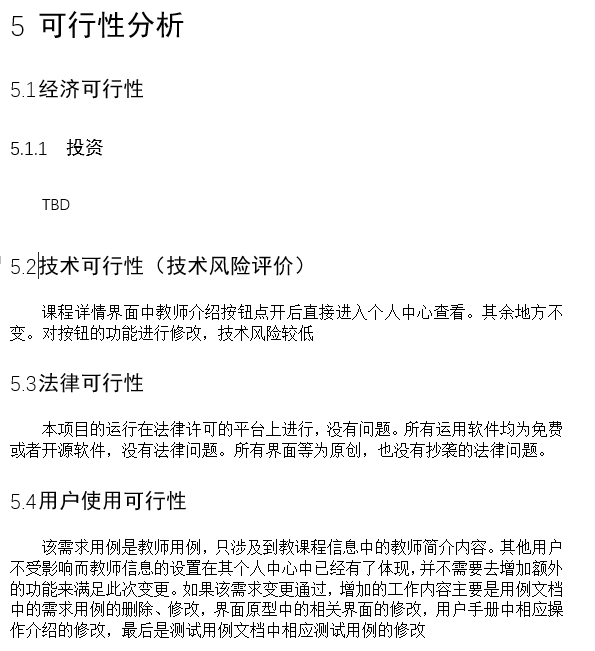 5 可行性分析
5.1经济可行性
5.1.1 投资
TBD
5.2技术可行性（技术风险评价）
课程详情界面中教师介绍按钮点开后直接进入个人中心查看。其余地方不
变。对按钮的功能进行修改，技术风险较低
5.3法律可行性
本项目的运行在法律许可的平台上进行，没有问题。所有运用软件均为免费
或者开源软件，没有法律问题。所有界面等为原创，也没有抄袭的法律问题。
5.4用户使用可行性
该需求用例是教师用例，只涉及到教课程信息中的教师简介内容。其他用户
不受影响而教师信息的设置在其个人中心中已经有了体现，并不需要去增加额外
的功能来满足此次变更。如果该需求变更通过，增加的工作内容主要是用例文档
中的需求用例的删除、修改，界面原型中的相关界面的修改，用户手册中相应操
作介绍的修改，最后是测试用例文档中相应测试用例的修改